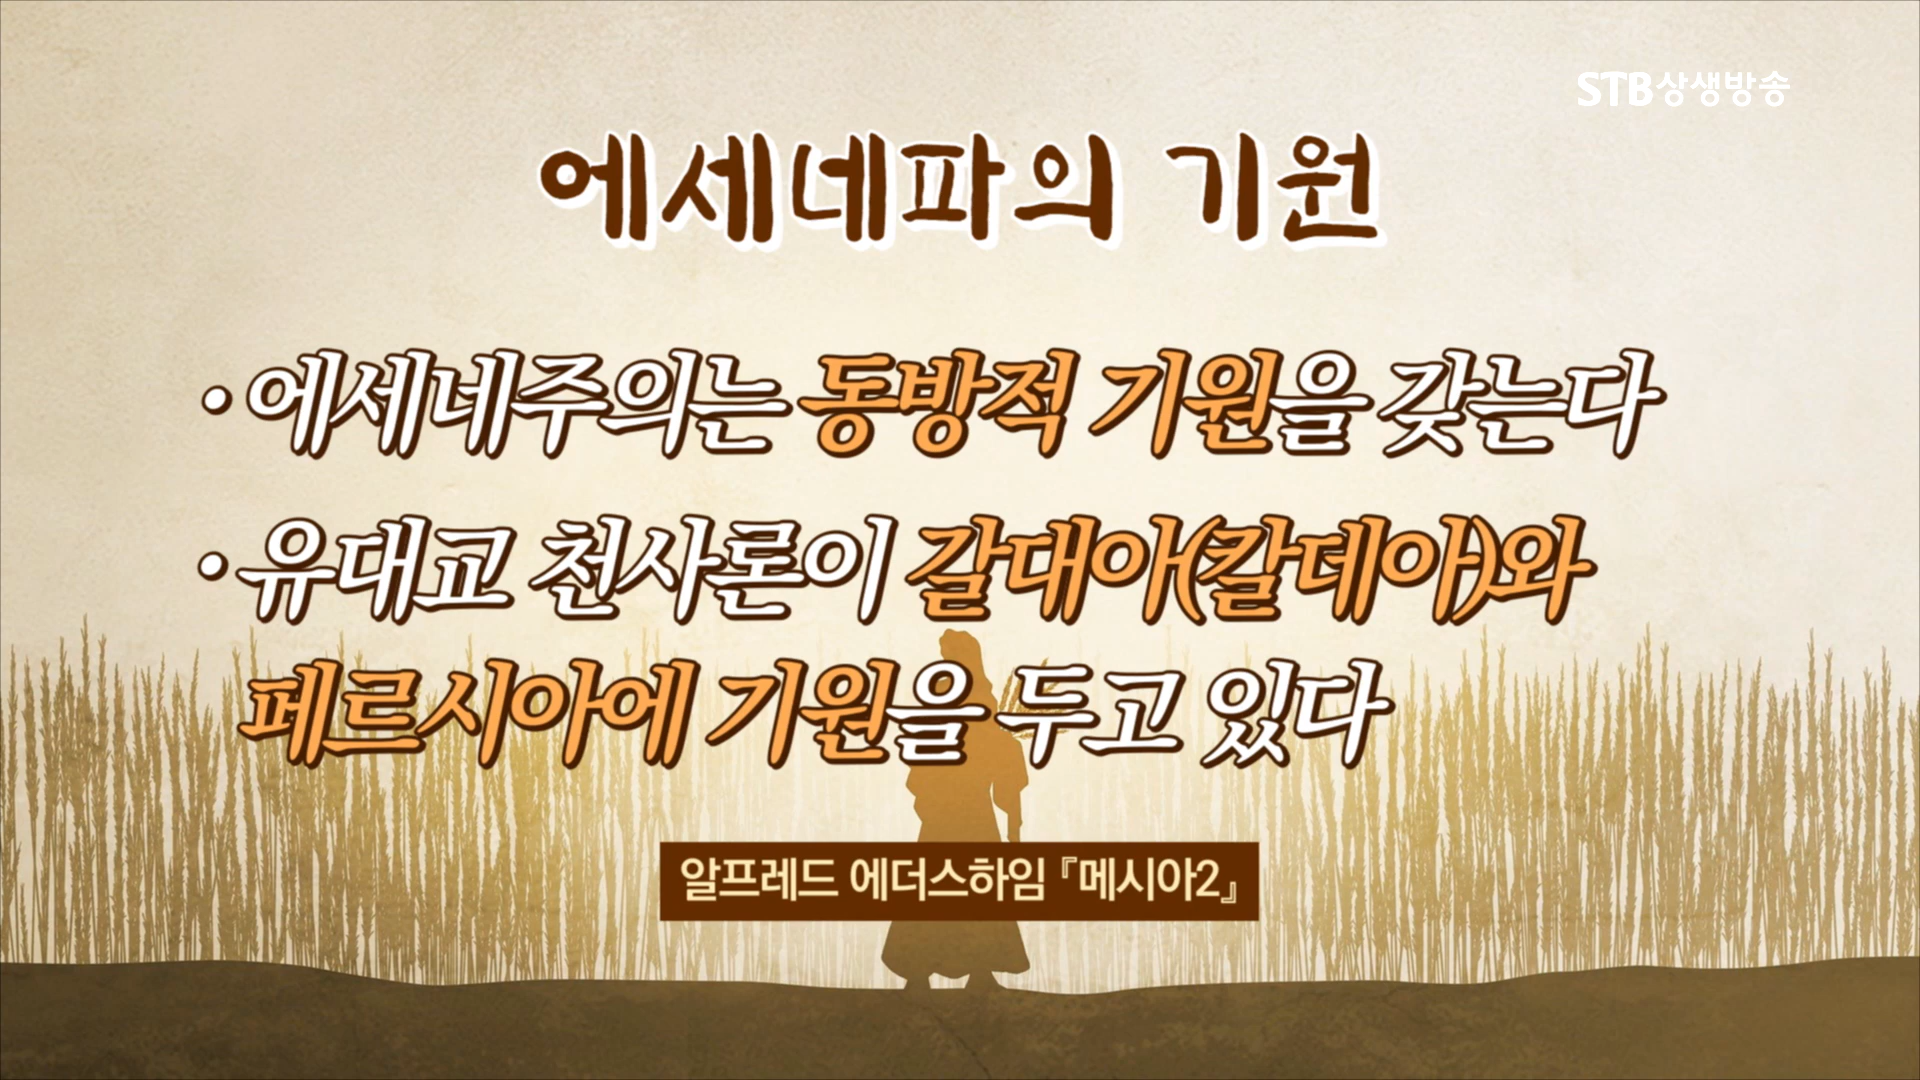 STB상생방송
에세네파의 기원
· 에세네주의는 동방적 기원을 갖는다
· 유대교 천사론이 갈대아(칼데아)와
페르시아에 기원을 두고 있다
알프레드 에더스하임 『메시아2』